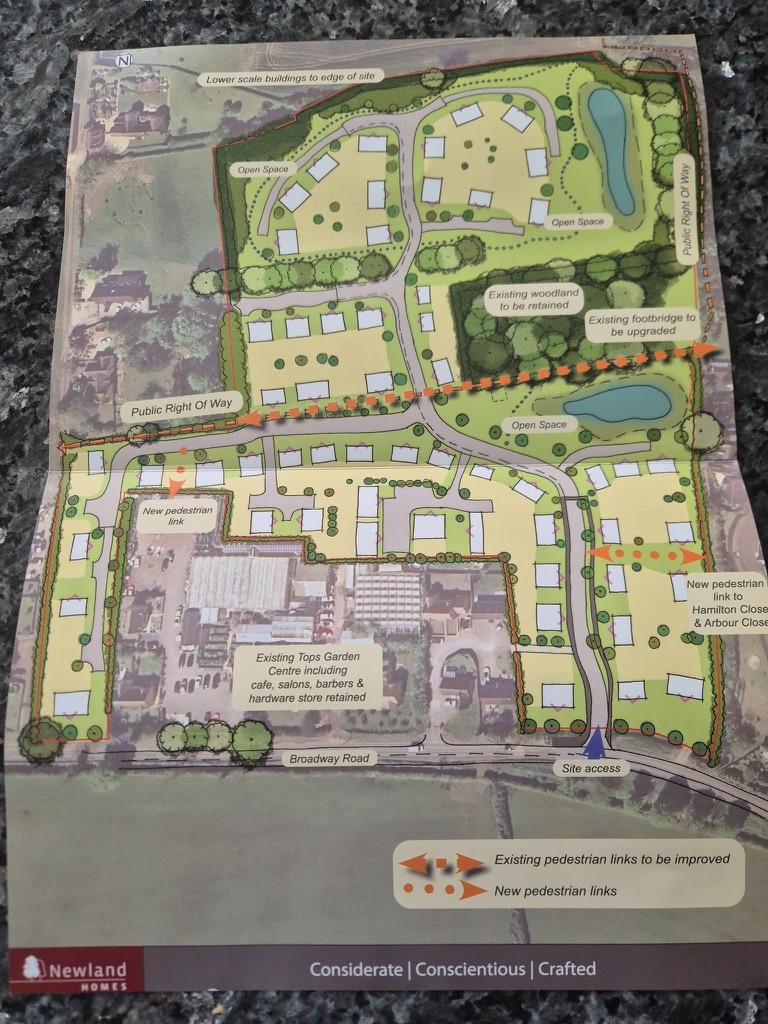 N
Lower scale buildings to edge of site
Open Space
Open Space
Public Right Of Way
Existing woodland
to be retained
Existing footbridge to
be upgraded
Public Right Of Way
Open Space
New pedestrian
link
New pedestrian
link to
Hamilton Close
& Arbour Close
Existing Tops Garden
Centre including
cafe, salons, barbers &
hardware store retained
Broadway Road
Site access
Existing pedestrian links to be improved
New pedestrian links
Newland
HOMES
Considerate | Conscientious | Crafted